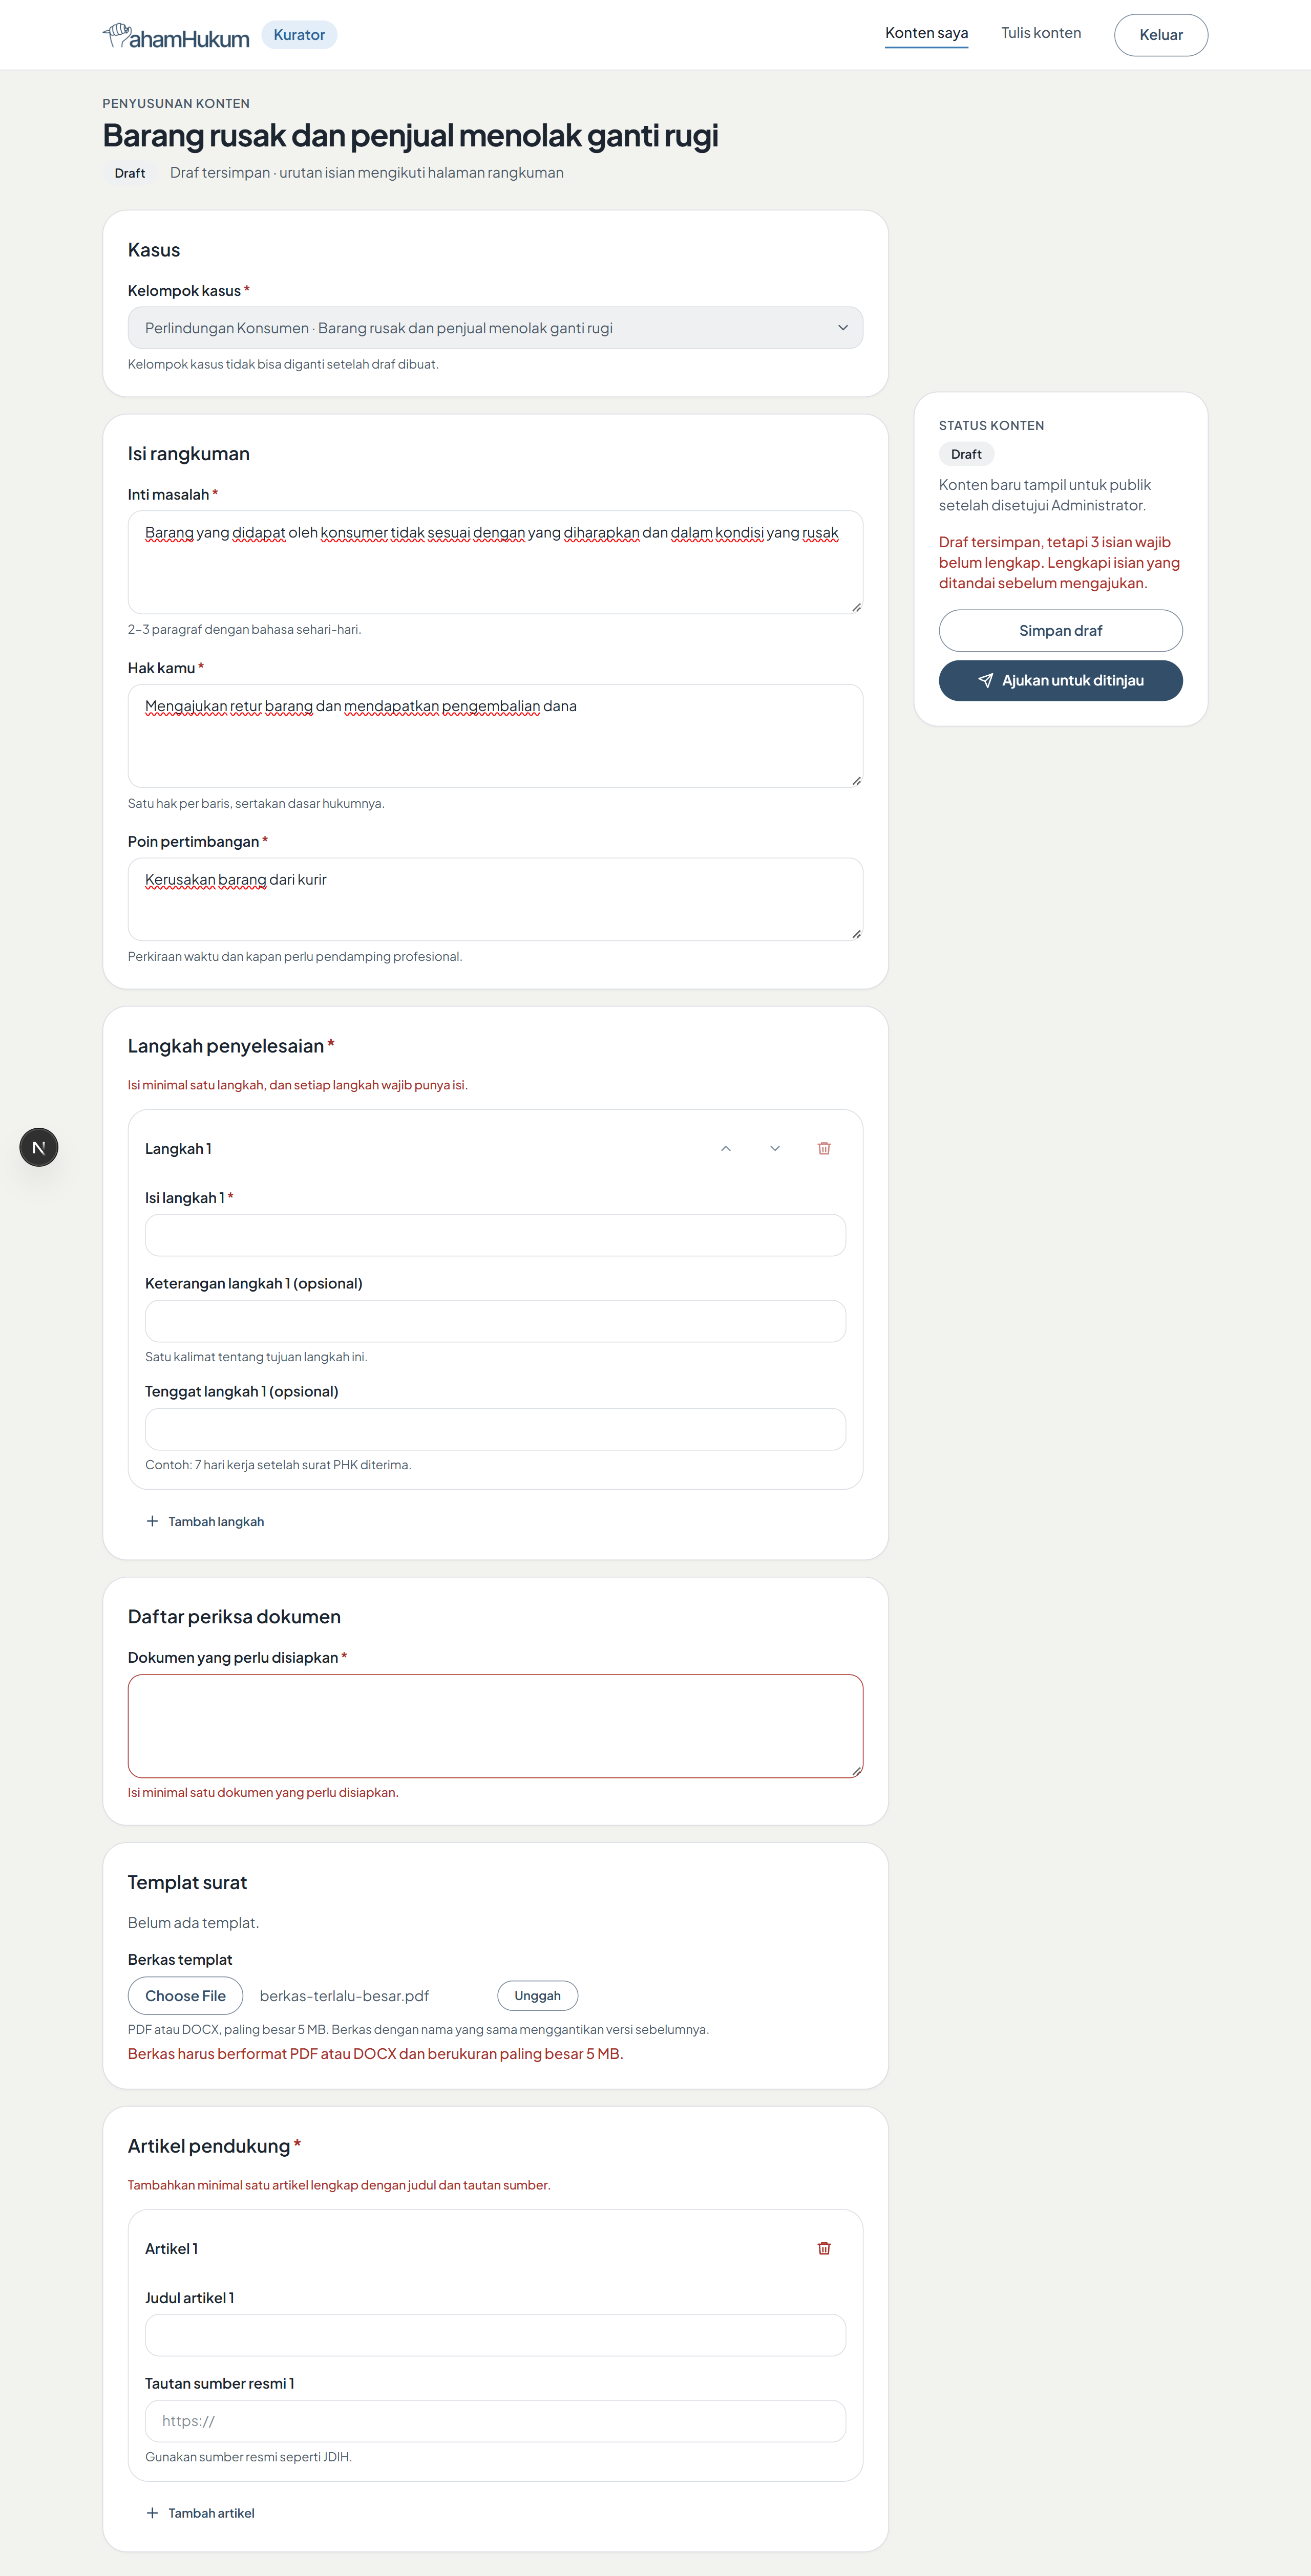 ahamHukum
Kurator
Konten saya
Tulis konten
Keluar
PENYUSUNAN KONTEN
Barang rusak dan penjual menolak ganti rugi
Draft
Draf tersimpan · urutan isian mengikuti halaman rangkuman
Kasus
Kelompok kasus *
Perlindungan Konsumen · Barang rusak dan penjual menolak ganti rugi
Kelompok kasus tidak bisa diganti setelah draf dibuat.
Isi rangkuman
Inti masalah *
Barang yang didapat oleh konsumer tidak sesuai dengan yang diharapkan dan dalam kondisi yang rusak
2–3 paragraf dengan bahasa sehari-hari.
Hak kamu *
Mengajukan retur barang dan mendapatkan pengembalian dana
Satu hak per baris, sertakan dasar hukumnya.
Poin pertimbangan *
Kerusakan barang dari kurir
Perkiraan waktu dan kapan perlu pendamping profesional.
STATUS KONTEN
Draft
Konten baru tampil untuk publik
setelah disetujui Administrator.
Draf tersimpan, tetapi 3 isian wajib
belum lengkap. Lengkapi isian yang
ditandai sebelum mengajukan.
Simpan draf
Ajukan untuk ditinjau
Langkah penyelesaian *
Isi minimal satu langkah, dan setiap langkah wajib punya isi.
N
Langkah 1
Isi langkah 1 *
Keterangan langkah 1 (opsional)
Satu kalimat tentang tujuan langkah ini.
Tenggat langkah 1 (opsional)
Contoh: 7 hari kerja setelah surat PHK diterima.
+ Tambah langkah
Daftar periksa dokumen
Dokumen yang perlu disiapkan *
Isi minimal satu dokumen yang perlu disiapkan.
Templat surat
Belum ada templat.
Berkas templat
Choose File
berkas-terlalu-besar.pdf
Unggah
PDF atau DOCX, paling besar 5 MB. Berkas dengan nama yang sama menggantikan versi sebelumnya.
Berkas harus berformat PDF atau DOCX dan berukuran paling besar 5 MB.
Artikel pendukung *
Tambahkan minimal satu artikel lengkap dengan judul dan tautan sumber.
Artikel 1
Judul artikel 1
Tautan sumber resmi 1
https://
Gunakan sumber resmi seperti JDIH.
+ Tambah artikel